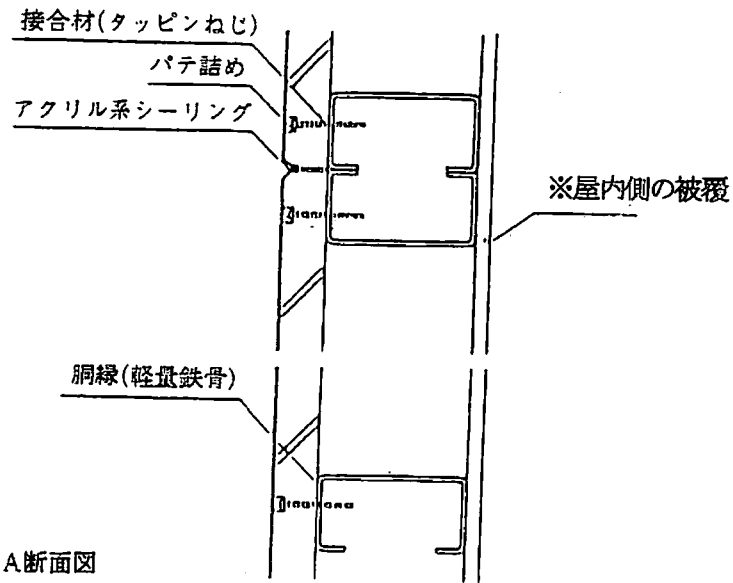 接合材(タッピンねじ)
パテ詰め
アクリル系シーリング
※屋内側の被覆
胴縁(軽量鉄骨)
A断面図